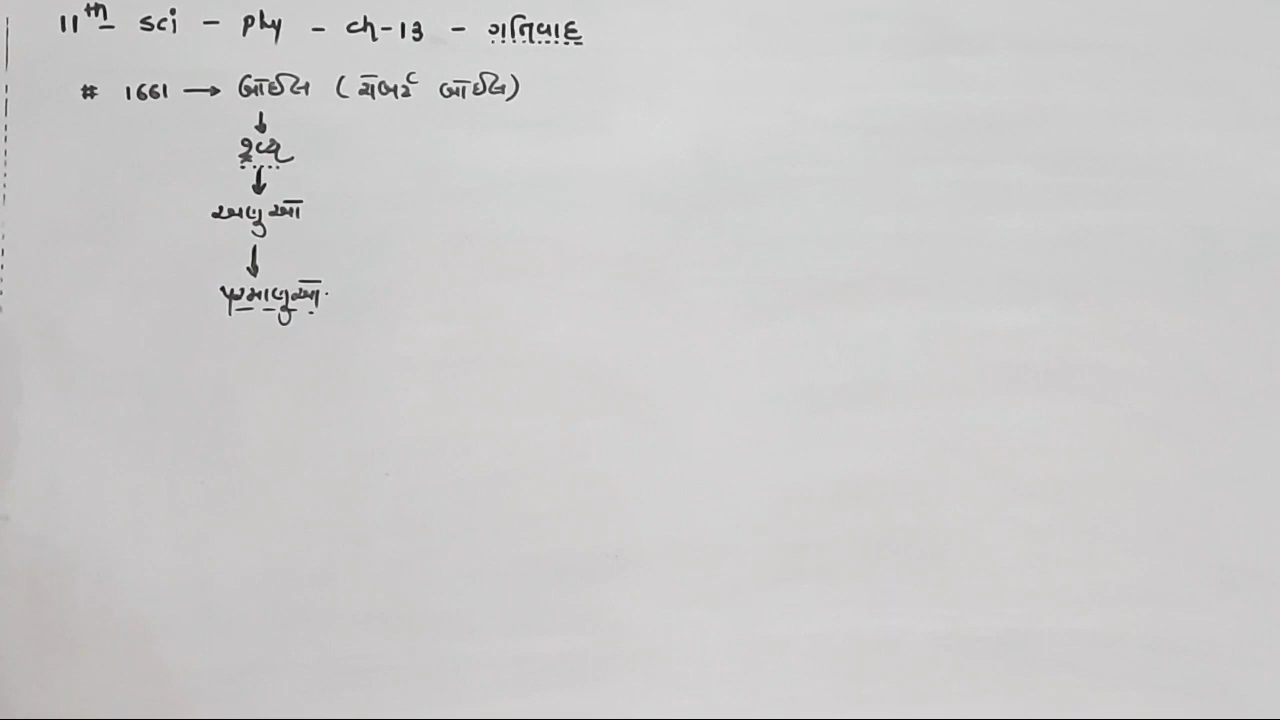 11th sci - phy - ch-13 - ગતિવાદ
# 1661 → બૉઈલ ( રૉબર્ટ બૉઈલ)
↓
દ્રવ્ય
↓
અણુઓ
↓
પરમાણુઓ.